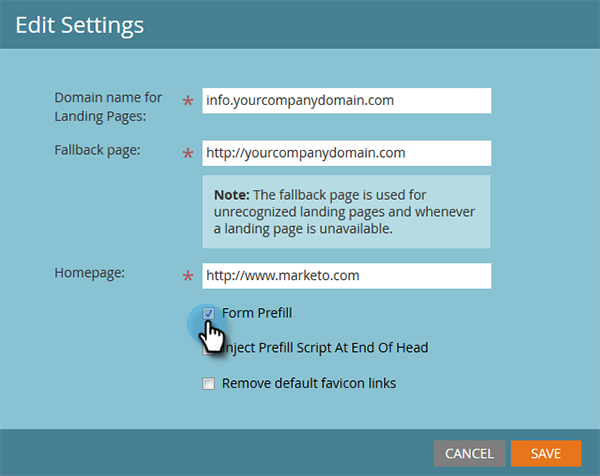 Edit Settings
Domain name for
Landing Pages:
* info.yourcompanydomain.com
Fallback page:
* http://yourcompanydomain.com
Note: The fallback page is used for
unrecognized landing pages and whenever
a landing page is unavailable.
Homepage:
* http://www.marketo.com
Form Prefill
Inject Prefill Script At End Of Head
Remove default favicon links
CANCEL
SAVE